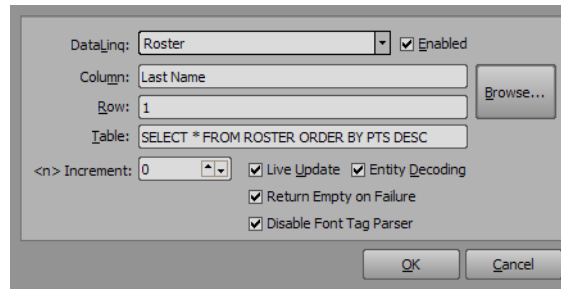 DataLinq: Roster Enabled
Column: Last Name
Browse...
Row: 1
Table: SELECT * FROM ROSTER ORDER BY PTS DESC
<n> Increment: 0 Live Update Entity Decoding
Return Empty on Failure
Disable Font Tag Parser
OK Cancel